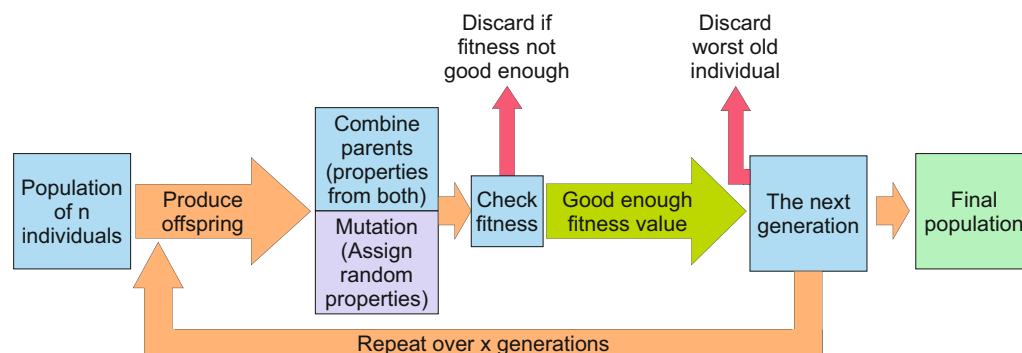 Discard if
fitness not
good enough
Discard
worst old
individual
Population
of n
individuals
Produce
offspring
Combine
parents
(properties
from both)
Mutation
(Assign
random
properties)
Check
fitness
Good enough
fitness value
The next
generation
Final
population
Repeat over x generations